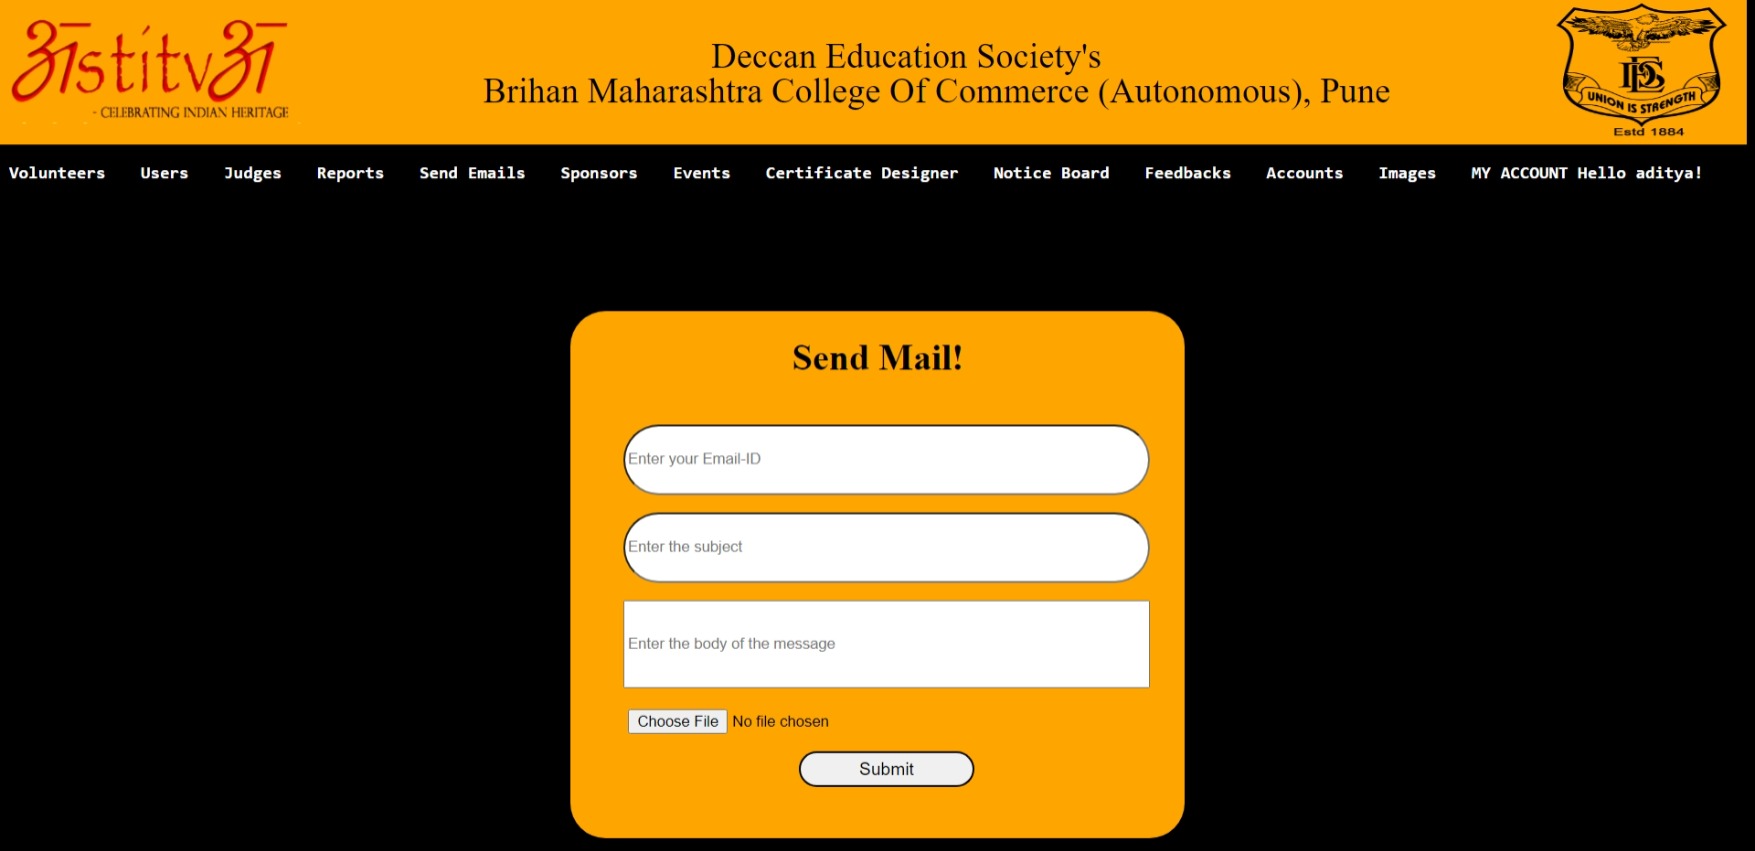 अstitvअ
- CELEBRATING INDIAN HERITAGE
Deccan Education Society's
Brihan Maharashtra College Of Commerce (Autonomous), Pune
DES
UNION IS STRENGTH
Estd 1884
Volunteers Users Judges Reports Send Emails Sponsors Events Certificate Designer Notice Board Feedbacks Accounts Images MY ACCOUNT Hello aditya!
Send Mail!
Enter your Email-ID
Enter the subject
Enter the body of the message
Choose File No file chosen
Submit